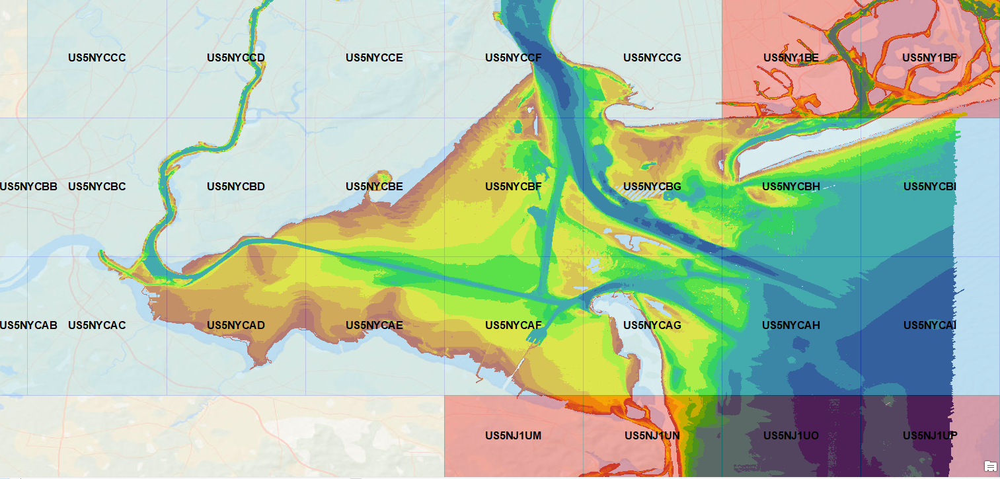 US5NYCCC US5NYCCD US5NYCCE US5NYCCF US5NYCCG US5NY1BE US5NY1BF
US5NYCBB US5NYCBC US5NYCBD US5NYCBE US5NYCBF US5NYCBG US5NYCBH US5NYCBI
US5NYCAB US5NYCAC US5NYCAD US5NYCAE US5NYCAF US5NYCAG US5NYCAH US5NYCAI
US5NJ1UM US5NJ1UN US5NJ1UO US5NJ1UP